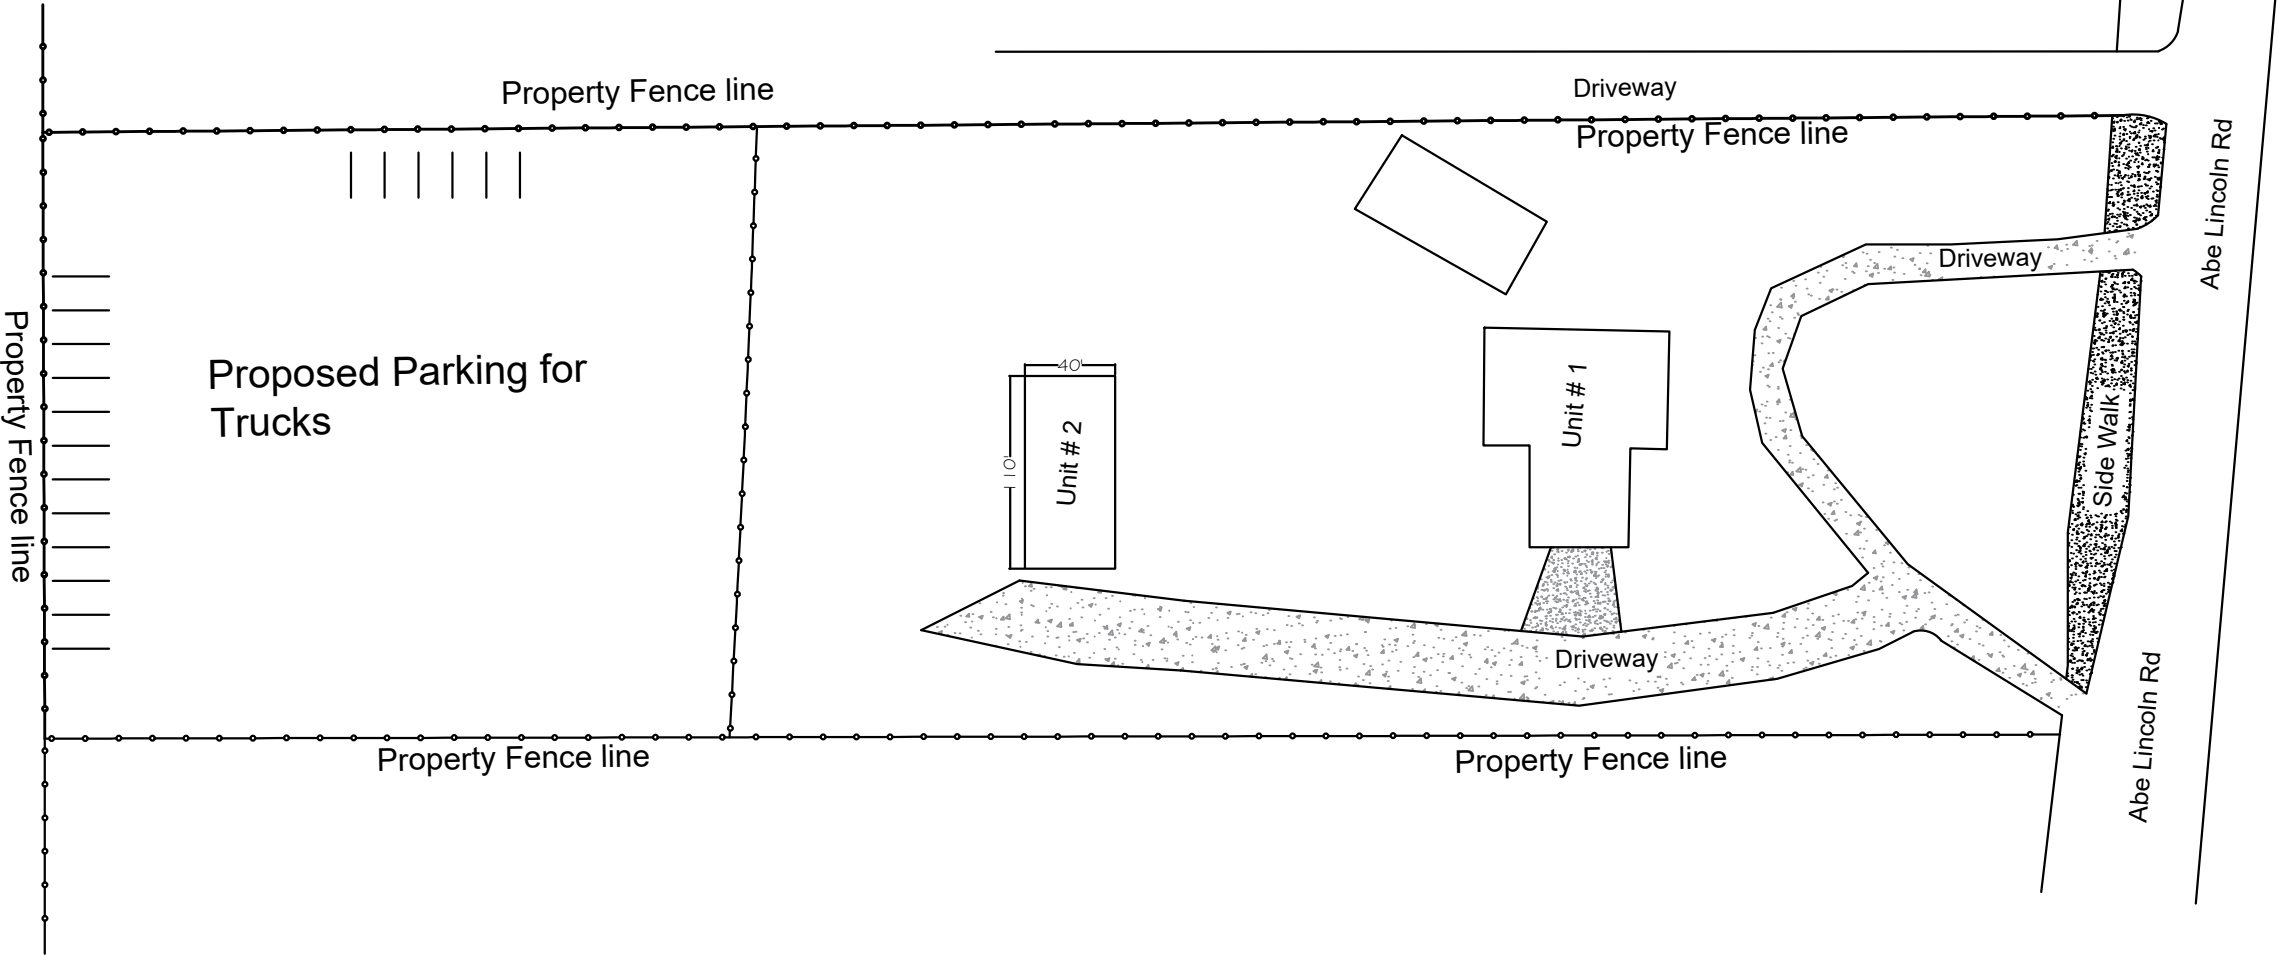 Driveway
Property Fence line
Property Fence line
Abe Lincoln Rd
Driveway
Property Fence line
Proposed Parking for
Trucks
40'
110'
Unit # 2
Unit # 1
Side Walk
Driveway
Abe Lincoln Rd
Property Fence line
Property Fence line